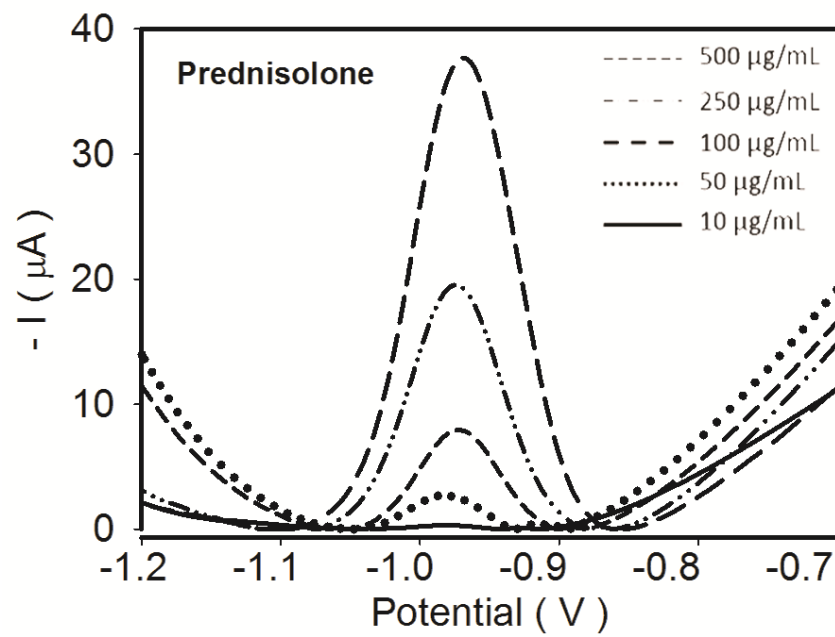 40
Prednisolone
500 µg/mL
250 µg/mL
100 µg/mL
50 µg/mL
10 µg/mL
30
20
10
0
- I ( µA )
-1.2 -1.1 -1.0 -0.9 -0.8 -0.7
Potential ( V )